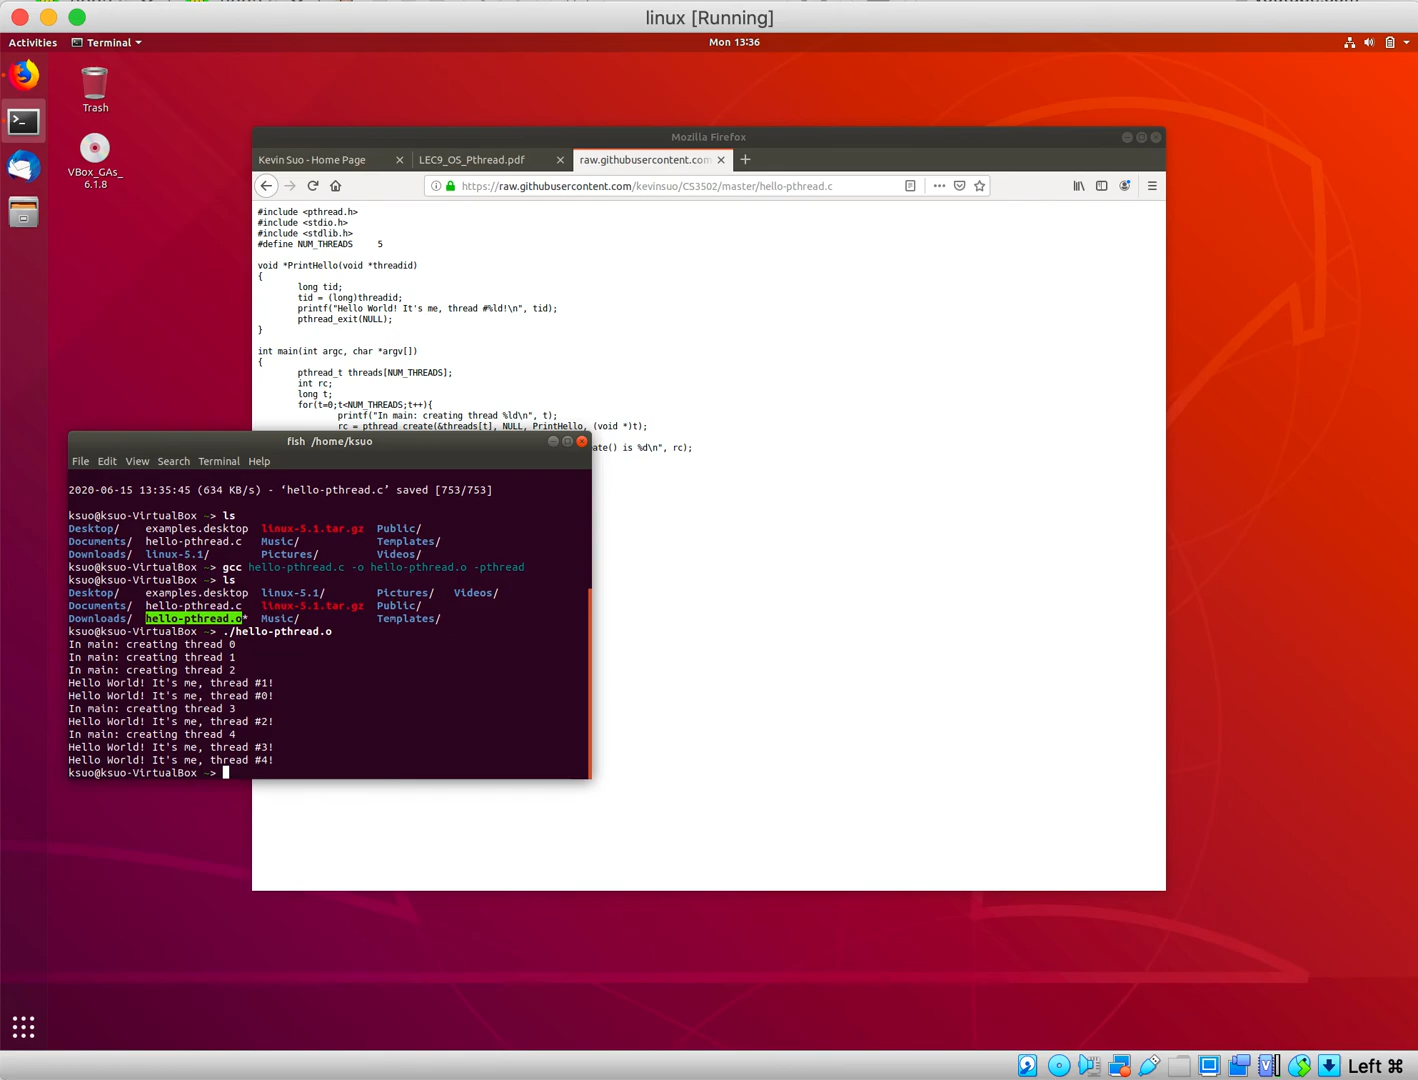 linux [Running]
Activities Terminal Mon 13:36
Trash
VBox_GAs_
6.1.8
Mozilla Firefox
Kevin Suo - Home Page LEC9_OS_Pthread.pdf raw.githubusercontent.com
https://raw.githubusercontent.com/kevinsuo/CS3502/master/hello-pthread.c
#include <pthread.h>
#include <stdio.h>
#include <stdlib.h>
#define NUM_THREADS 5
void *PrintHello(void *threadid)
{
long tid;
tid = (long)threadid;
printf("Hello World! It's me, thread #%ld!\n", tid);
pthread_exit(NULL);
}
int main(int argc, char *argv[])
{
pthread_t threads[NUM_THREADS];
int rc;
long t;
for(t=0;t<NUM_THREADS;t++){
printf("In main: creating thread %ld\n", t);
rc = pthread_create(&threads[t], NULL, PrintHello, (void *)t);
ate() is %d\n", rc);
fish /home/ksuo
File Edit View Search Terminal Help
2020-06-15 13:35:45 (634 KB/s) - ‘hello-pthread.c’ saved [753/753]
ksuo@ksuo-VirtualBox ~> ls
Desktop/ examples.desktop linux-5.1.tar.gz Public/
Documents/ hello-pthread.c Music/ Templates/
Downloads/ linux-5.1/ Pictures/ Videos/
ksuo@ksuo-VirtualBox ~> gcc hello-pthread.c -o hello-pthread.o -pthread
ksuo@ksuo-VirtualBox ~> ls
Desktop/ examples.desktop linux-5.1/ Pictures/ Videos/
Documents/ hello-pthread.c linux-5.1.tar.gz Public/
Downloads/ hello-pthread.o* Music/ Templates/
ksuo@ksuo-VirtualBox ~> ./hello-pthread.o
In main: creating thread 0
In main: creating thread 1
In main: creating thread 2
Hello World! It's me, thread #1!
Hello World! It's me, thread #0!
In main: creating thread 3
Hello World! It's me, thread #2!
In main: creating thread 4
Hello World! It's me, thread #3!
Hello World! It's me, thread #4!
ksuo@ksuo-VirtualBox ~>
Left ⌘